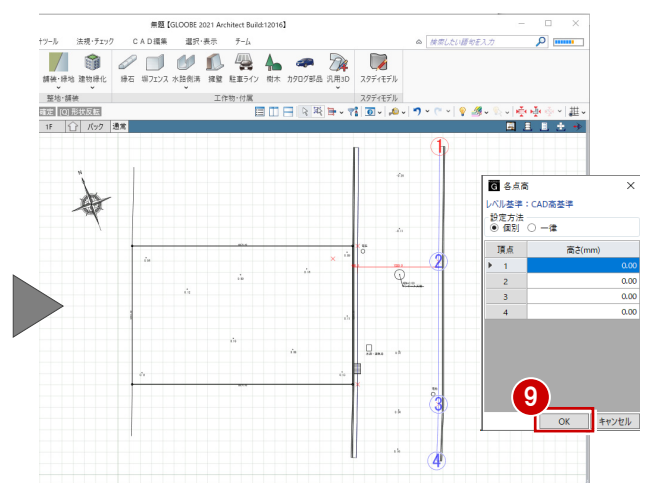 無題【GLOOBE 2021 Architect Build:12016】
ｻﾂｰﾙ 法規･ﾁｪｯｸ ＣＡＤ編集 選択･表示 チーム 検索したい語句を入力
舗装･緑地 建物緑化 縁石 塀フェンス 水路側溝 擁壁 駐車ライン 樹木 カタログ部品 汎用3D スタディモデル
整地･舗装 工作物･付属 スタディモデル
確定 [Q] 形状反転
1F バック 通常
N
1
2
3
4
G 各点高
レベル基準：CAD高基準
設定方法
個別 一律
頂点 高さ(mm)
1 0.00
2 0.00
3 0.00
4 0.00
9
OK キャンセル